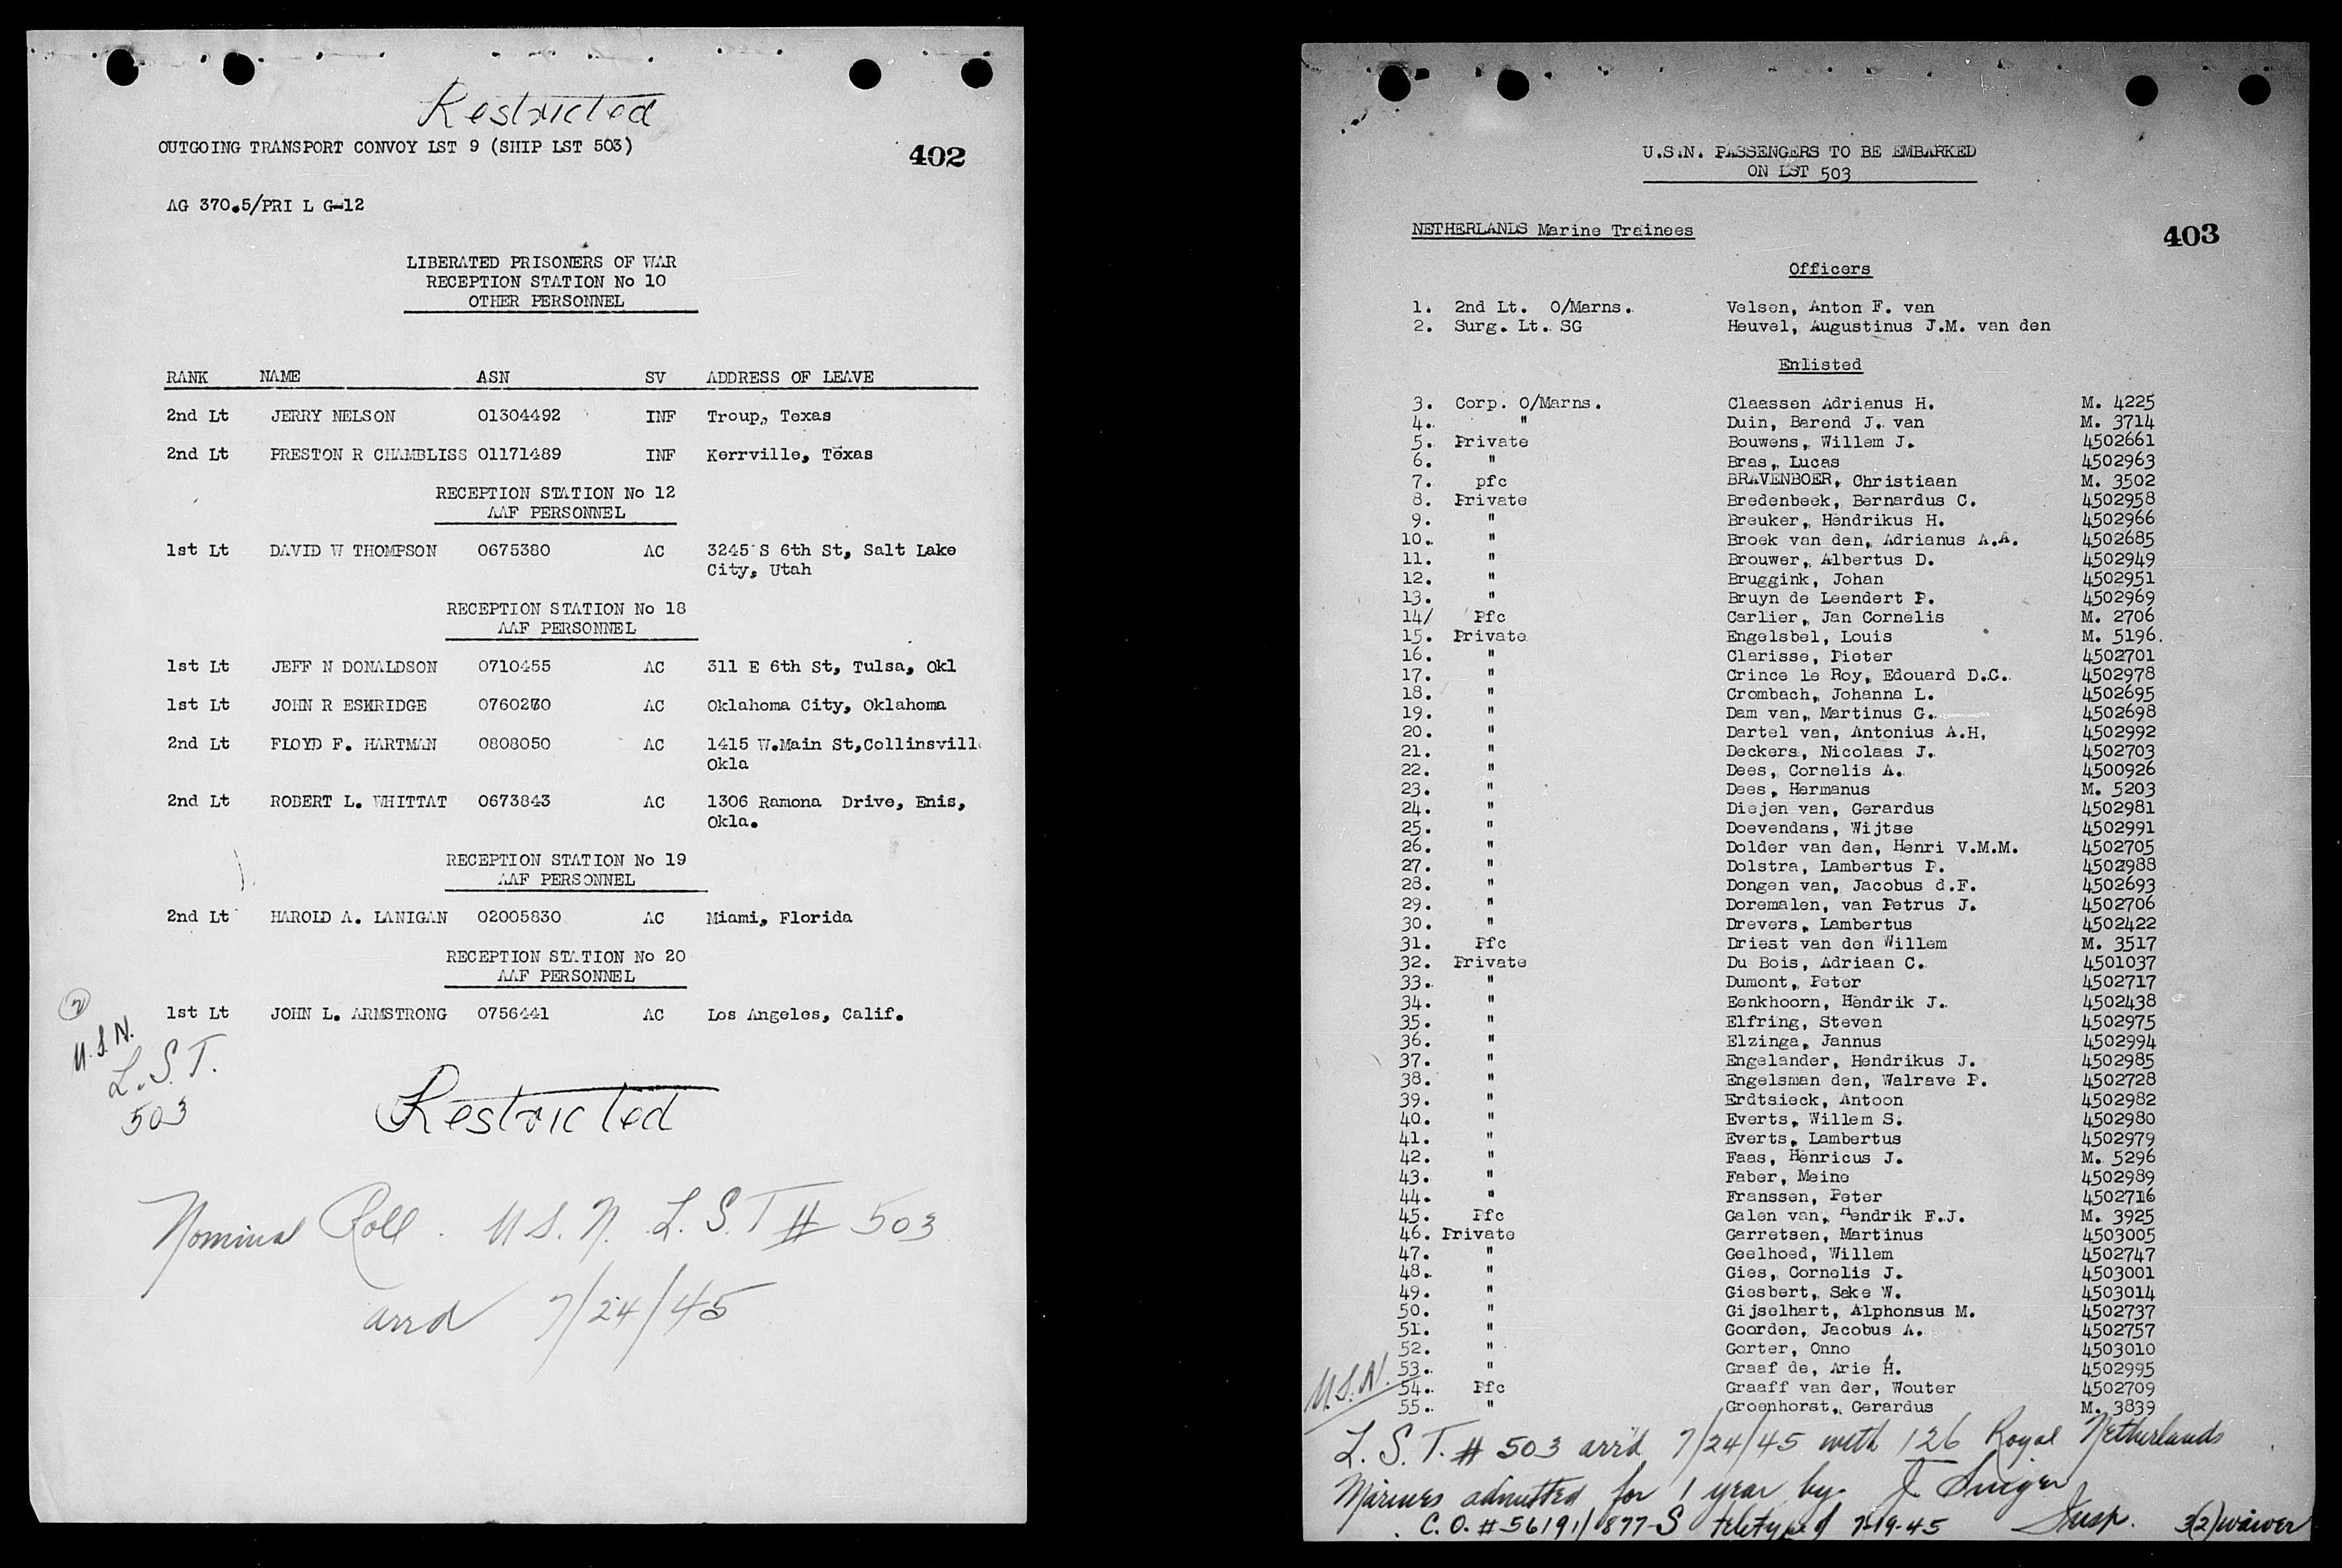 Restricted
OUTGOING TRANSPORT CONVOY LST 9 (SHIP LST 503)
402
AG 370.5/PRI L G-12
LIBERATED PRISONERS OF WAR
RECEPTION STATION No 10
OTHER PERSONNEL
RANK NAME ASN SV ADDRESS OF LEAVE
2nd Lt JERRY NELSON 01304492 INF Troup, Texas
2nd Lt PRESTON R CHAMBLISS 01171489 INF Kerrville, Texas
RECEPTION STATION No 12
AAF PERSONNEL
1st Lt DAVID W THOMPSON 0675380 AC 3245 S 6th St, Salt Lake
City, Utah
RECEPTION STATION No 18
AAF PERSONNEL
1st Lt JEFF N DONALDSON 0710455 AC 311 E 6th St, Tulsa, Okl
1st Lt JOHN R ESKRIDGE AC Oklahoma City, Oklahoma
2nd Lt FLOYD F. HARTMAN 0808050 AC 1415 W.Main St,Collinsvill
Okla
2nd Lt ROBERT L. WHITTAT 0673843 AC 1306 Ramona Drive, Enis,
Okla.
RECEPTION STATION No 19
AAF PERSONNEL
2nd Lt HAROLD A. LANIGAN 02005830 AC Miami, Florida
RECEPTION STATION No 20
AAF PERSONNEL
1st Lt JOHN L. ARMSTRONG 0756441 AC Los Angeles, Calif.
2
U.S.N.
L.S.T.
503
Restricted
Nominal Roll. U.S.N. L.S.T # 503
arrd 7/24/45
U.S.N. PASSENGERS TO BE EMBARKED
ON LST 503
NETHERLANDS Marine Trainees
403
Officers
1. 2nd Lt. O/Marns. Velsen, Anton F. van
2. Surg. Lt. SG Heuvel, Augustinus J.M. van den
Enlisted
3. Corp. O/Marns. Claassen Adrianus H. M. 4225
4. " Duin, Barend J. van M. 3714
5. Private Bouwens, Willem J. 4502661
6. " Bras, Lucas 4502963
7. pfc BRAVENBOER, Christiaan M. 3502
8. Private Bredenbeek, Bernardus C. 4502958
9. " Breuker, Hendrikus H. 4502966
10. " Broek van den, Adrianus A.A. 4502685
11. " Brouwer, Albertus D. 4502949
12. " Bruggink, Johan 4502951
13. " Bruyn de Leendert P. 4502969
14/ Pfc Carlier, Jan Cornelis M. 2706
15. Private Engelsbel, Louis M. 5196.
16. " Clarisse, Pieter 4502701
17. " Crince le Roy, Edouard D.C. 4502978
18. " Crombach, Johanna L. 4502695
19. " Dam van, Martinus G. 4502698
20. " Dartel van, Antonius A.H, 4502992
21. " Deckers, Nicolaas J. 4502703
22. " Dees, Cornelis A. 4500926
23. " Dees, Hermanus M. 5203
24. " Diejen van, Gerardus 4502981
25. " Doevendans, Wijtse 4502991
26. " Dolder van den, Henri V.M.M. 4502705
27. " Dolstra, Lambertus P. 4502988
28. " Dongen van, Jacobus d.F. 4502693
29. " Doremalen, van Petrus J. 4502706
30. " Drevers, Lambertus 4502422
31. Pfc Driest van den Willem M. 3517
32. Private Du Bois, Adriaan C. 4501037
33. " Dumont, Peter 4502717
34. " Eenkhoorn, Hendrik J. 4502438
35. " Elfring, Steven 4502975
36. " Elzinga, Jannus 4502994
37. " Engelander, Hendrikus J. 4502985
38. " Engelsman den, Walrave P. 4502728
39. " Erdtsieck, Antoon 4502982
40. " Everts, Willem S. 4502980
41. " Everts, Lambertus 4502979
42. " Faas, Henricus J. M. 5296
43. " Faber, Meine 4502989
44. " Franssen, Peter 4502716
45. Pfc Galen van, Hendrik F.J. M. 3925
46. Private Garretsen, Martinus 4503005
47. " Geelhoed, Willem 4502747
48. " Gies, Cornelis J. 4503001
49. " Giesbert, Sake W. 4503014
50. " Gijselhart, Alphonsus M. 4502737
51. " Goorden, Jacobus A. 4502757
52. " Gorter, Onno 4503010
53. " Graaf de, Arie H. 4502995
54. Pfc Graaff van der, Wouter 4502709
55. " Groenhorst, Gerardus M. 3839
U.S.N.
L.S.T. # 503 arrd 7/24/45 with 126 Royal Netherlands
Marines admitted for 1 year by J. Singer
C.O. # 56191/877-S teletyped 7-19-45 Insp. 3(2) waiver